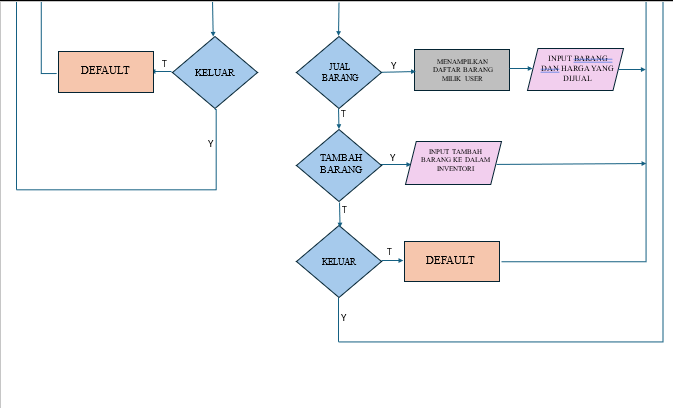 DEFAULT
T
KELUAR
Y
JUAL
BARANG
Y
MENAMPILKAN
DAFTAR BARANG
MILIK USER
INPUT BARANG
DAN HARGA YANG
DIJUAL
T
TAMBAH
BARANG
Y
INPUT TAMBAH
BARANG KE DALAM
INVENTORI
T
KELUAR
T
DEFAULT
Y